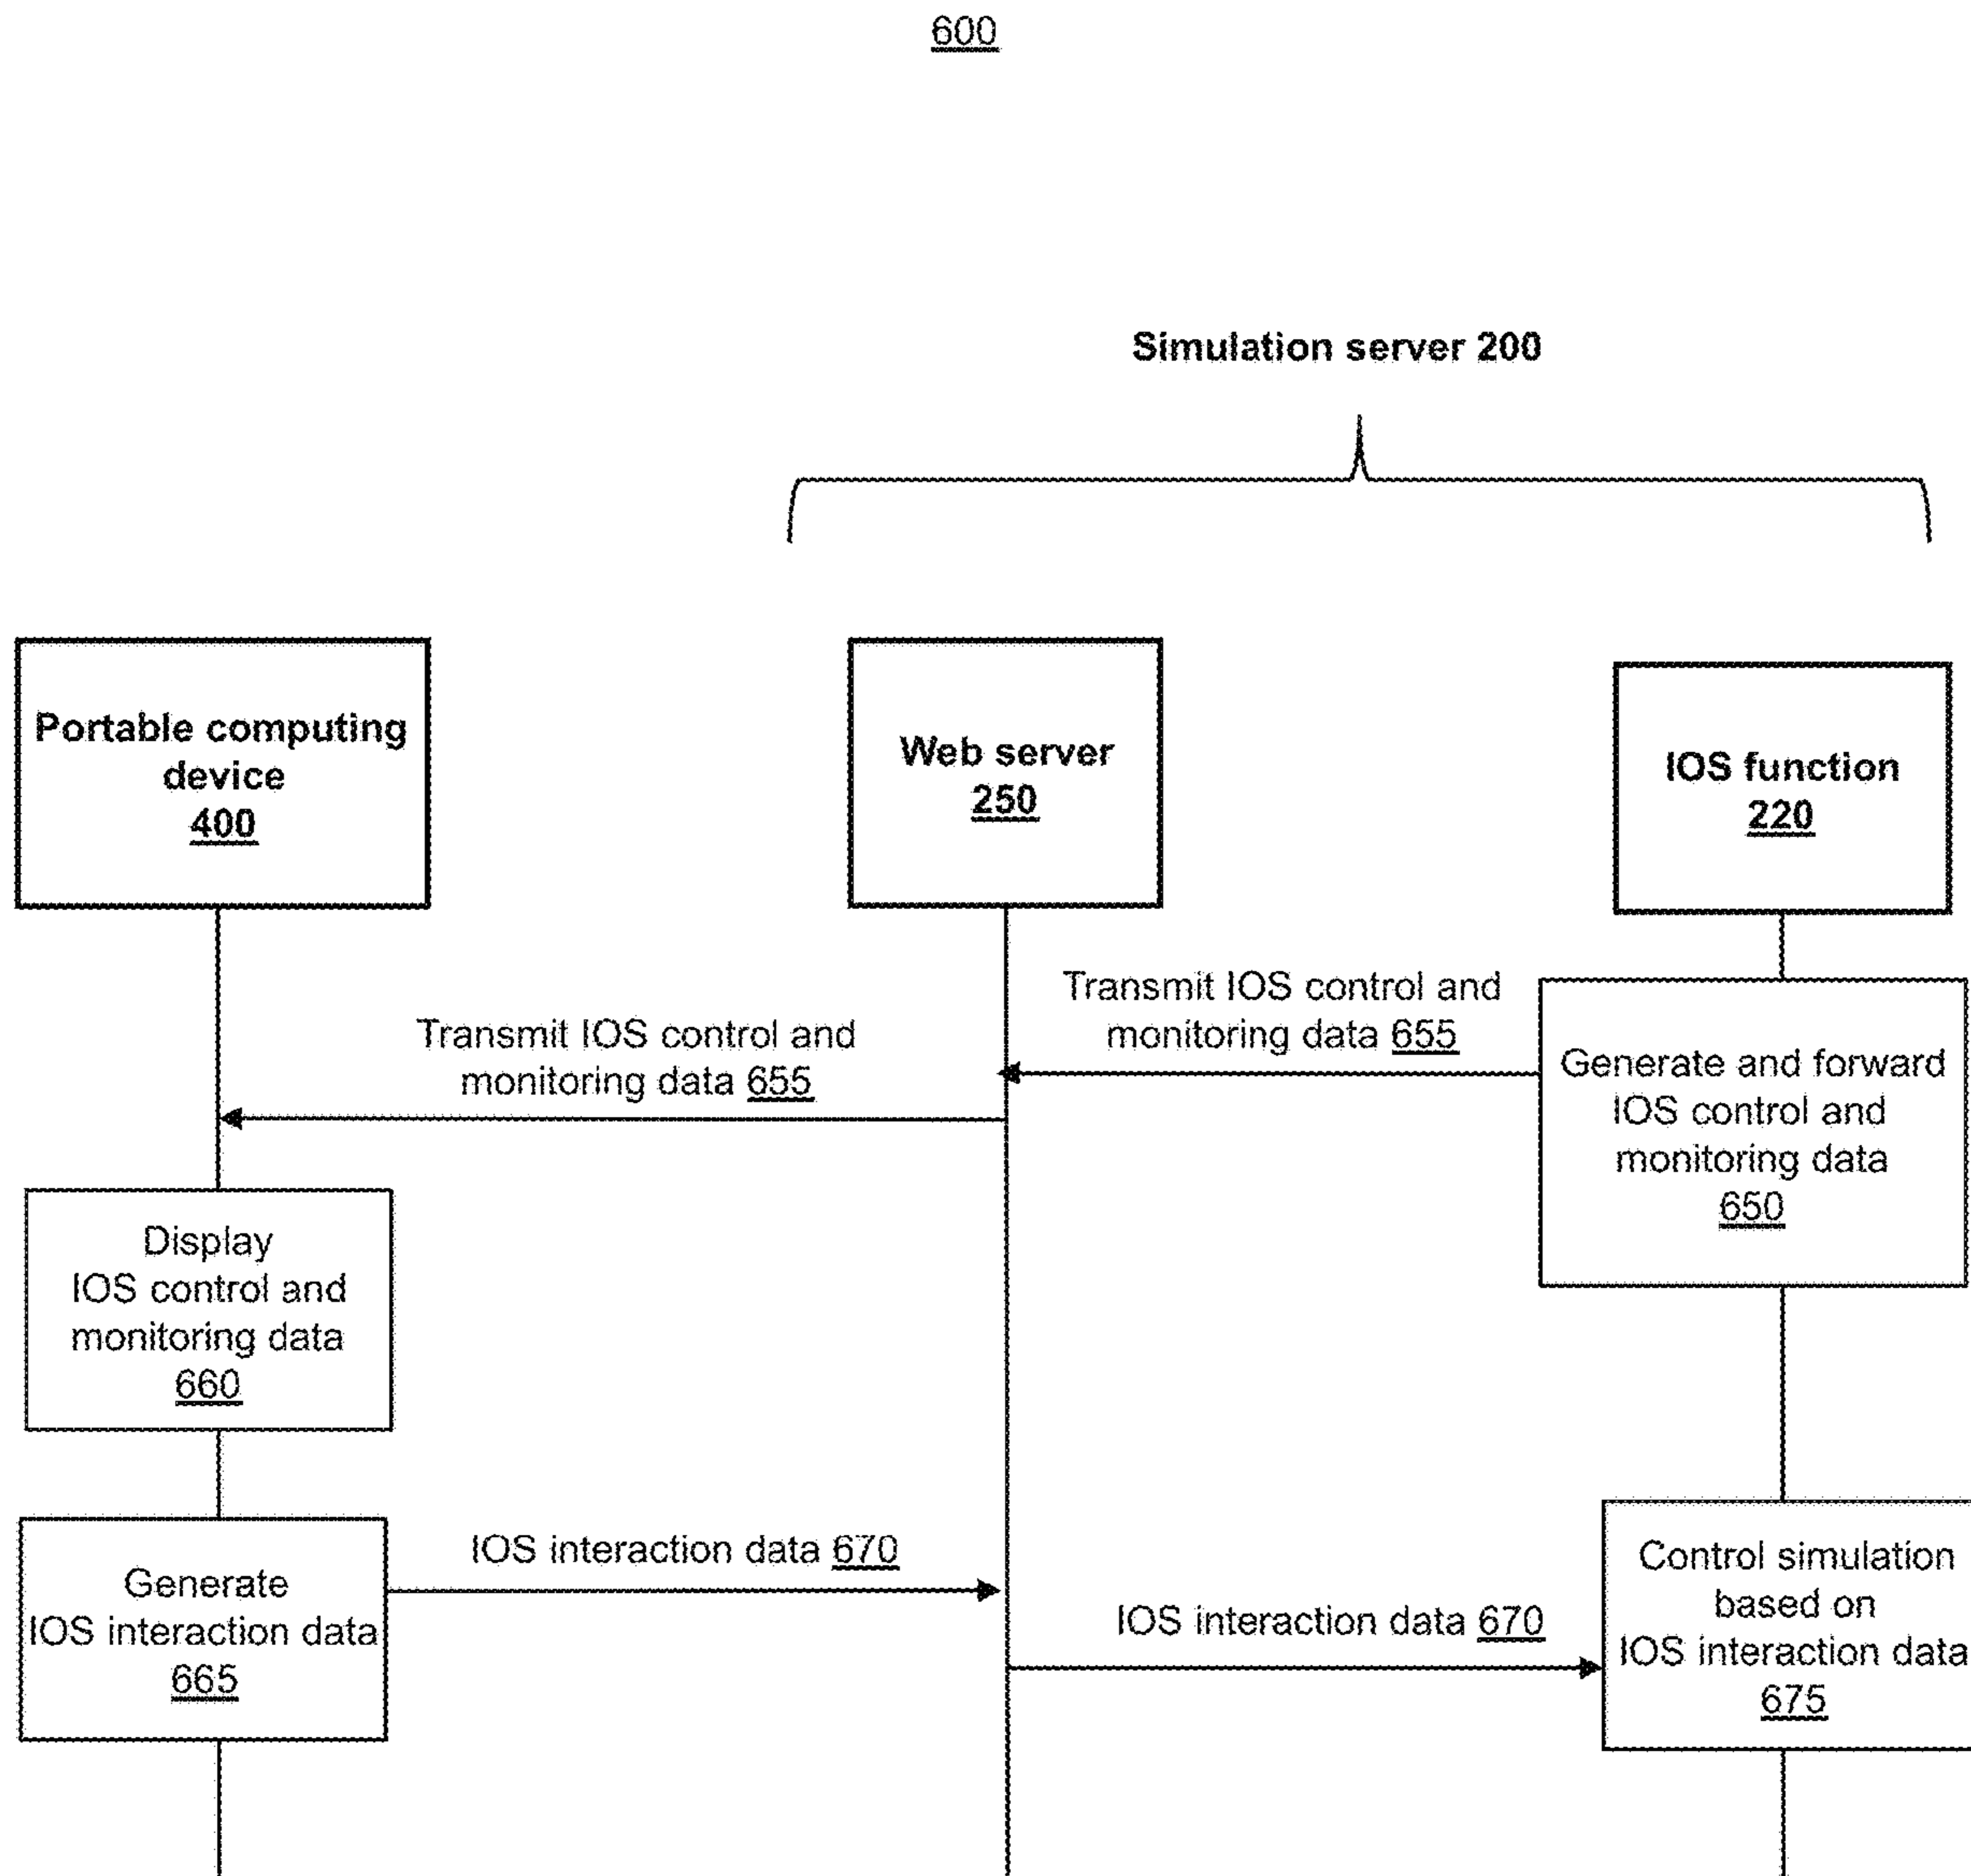 600
Simulation server 200
Portable computing
device
400
Web server
250
IOS function
220
Transmit IOS control and
monitoring data 655
Transmit IOS control and
monitoring data 655
Generate and forward
IOS control and
monitoring data
650
Display
IOS control and
monitoring data
660
Generate
IOS interaction data
665
IOS interaction data 670
IOS interaction data 670
Control simulation
based on
IOS interaction data
675